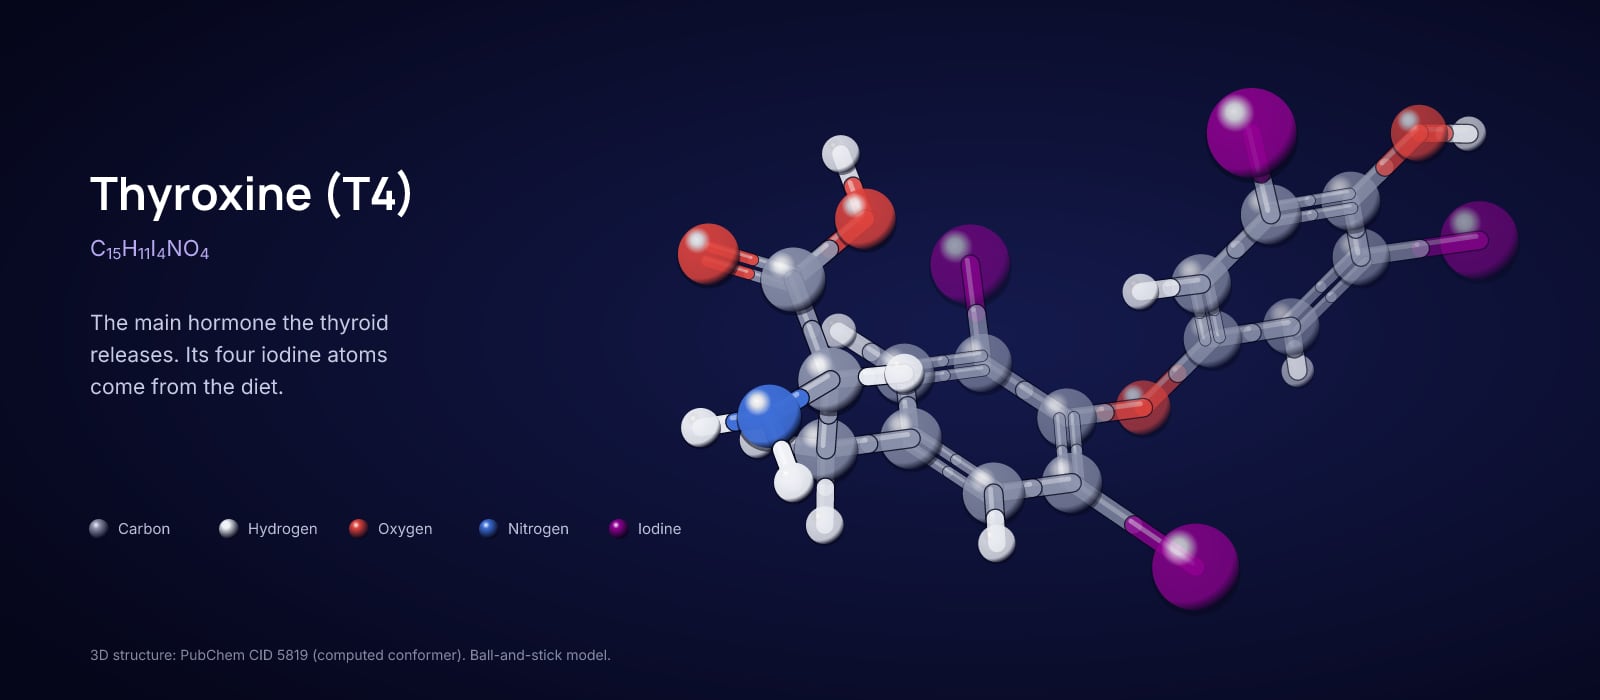 Thyroxine (T4)
C₁₅H₁₁I₄NO₄
The main hormone the thyroid
releases. Its four iodine atoms
come from the diet.
Carbon Hydrogen Oxygen Nitrogen Iodine
3D structure: PubChem CID 5819 (computed conformer). Ball-and-stick model.